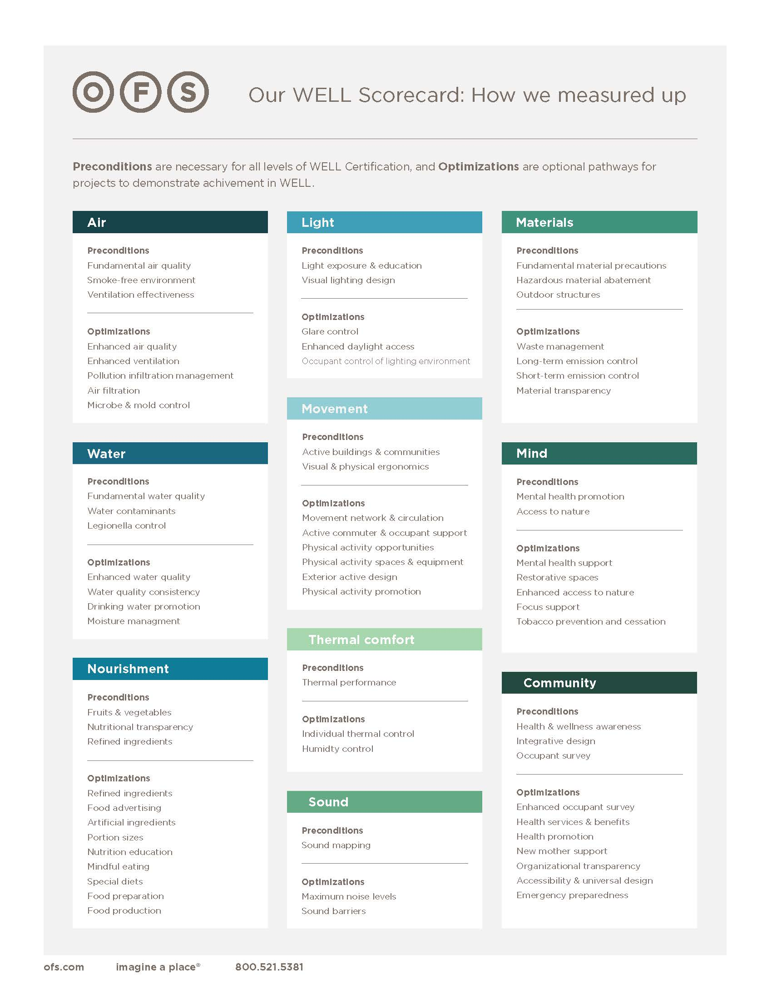 OFS
Our WELL Scorecard: How we measured up
Preconditions are necessary for all levels of WELL Certification, and Optimizations are optional pathways for
projects to demonstrate achivement in WELL.
Air
Preconditions
Fundamental air quality
Smoke-free environment
Ventilation effectiveness
Optimizations
Enhanced air quality
Enhanced ventilation
Pollution infiltration management
Air filtration
Microbe & mold control
Water
Preconditions
Fundamental water quality
Water contaminants
Legionella control
Optimizations
Enhanced water quality
Water quality consistency
Drinking water promotion
Moisture managment
Nourishment
Preconditions
Fruits & vegetables
Nutritional transparency
Refined ingredients
Optimizations
Refined ingredients
Food advertising
Artificial ingredients
Portion sizes
Nutrition education
Mindful eating
Special diets
Food preparation
Food production
Light
Preconditions
Light exposure & education
Visual lighting design
Optimizations
Glare control
Enhanced daylight access
Occupant control of lighting environment
Movement
Preconditions
Active buildings & communities
Visual & physical ergonomics
Optimizations
Movement network & circulation
Active commuter & occupant support
Physical activity opportunities
Physical activity spaces & equipment
Exterior active design
Physical activity promotion
Thermal comfort
Preconditions
Thermal performance
Optimizations
Individual thermal control
Humidty control
Sound
Preconditions
Sound mapping
Optimizations
Maximum noise levels
Sound barriers
Materials
Preconditions
Fundamental material precautions
Hazardous material abatement
Outdoor structures
Optimizations
Waste management
Long-term emission control
Short-term emission control
Material transparency
Mind
Preconditions
Mental health promotion
Access to nature
Optimizations
Mental health support
Restorative spaces
Enhanced access to nature
Focus support
Tobacco prevention and cessation
Community
Preconditions
Health & wellness awareness
Integrative design
Occupant survey
Optimizations
Enhanced occupant survey
Health services & benefits
Health promotion
New mother support
Organizational transparency
Accessibility & universal design
Emergency preparedness
ofs.com imagine a place® 800.521.5381